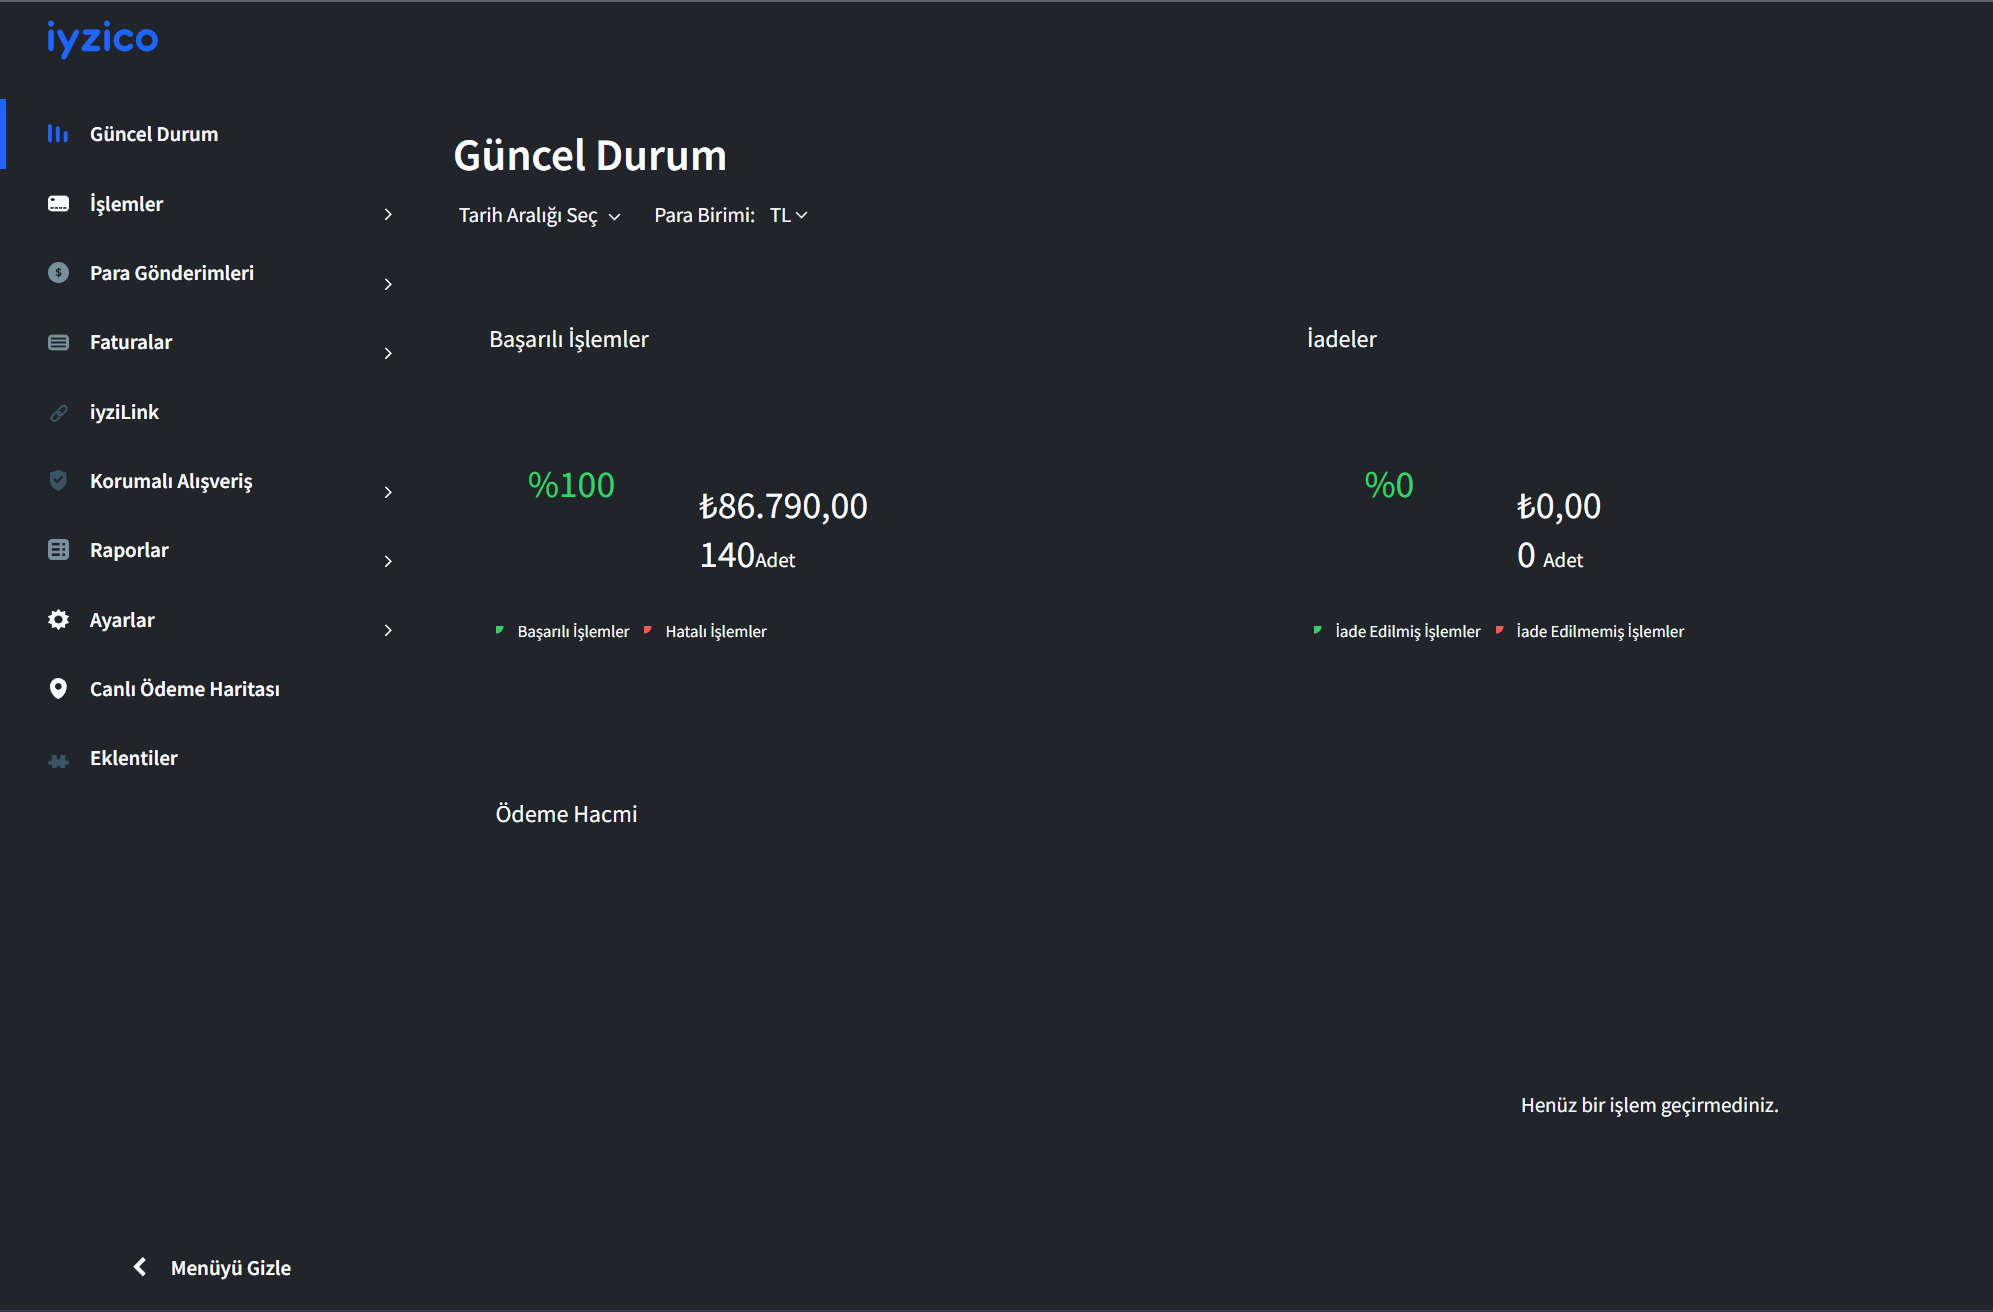 iyzico
Güncel Durum
İşlemler
Para Gönderimleri
Faturalar
iyziLink
Korumalı Alışveriş
Raporlar
Ayarlar
Canlı Ödeme Haritası
Eklentiler
Menüyü Gizle
Güncel Durum
Tarih Aralığı Seç Para Birimi: TL
Başarılı İşlemler
%100
₺86.790,00
140Adet
Başarılı İşlemler Hatalı İşlemler
İadeler
%0
₺0,00
0 Adet
İade Edilmiş İşlemler İade Edilmemiş İşlemler
Ödeme Hacmi
Henüz bir işlem geçirmediniz.